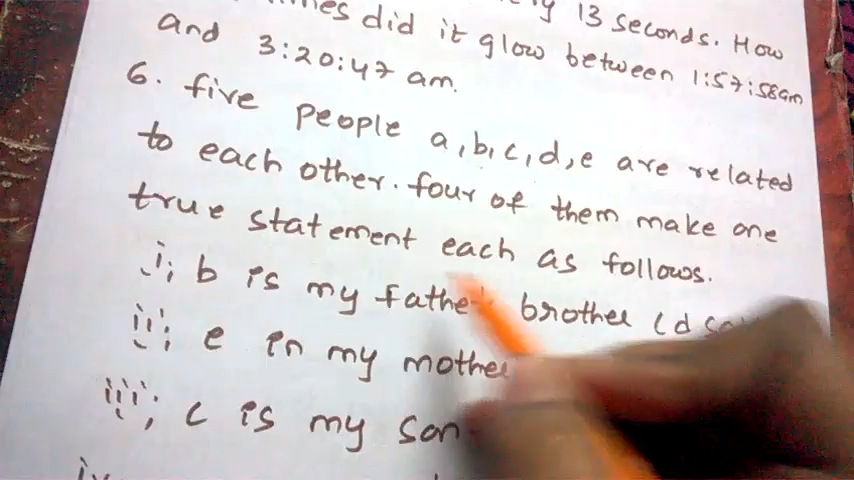 did it glow between 1:57:58am
13 seconds. How
and 3:20:47 am.
6. five people a,b,c,d,e are related
to each other. four of them make one
true statement each as follows.
i; b is my father brother (d
ii; e in my mother
iii; c is my son
iv